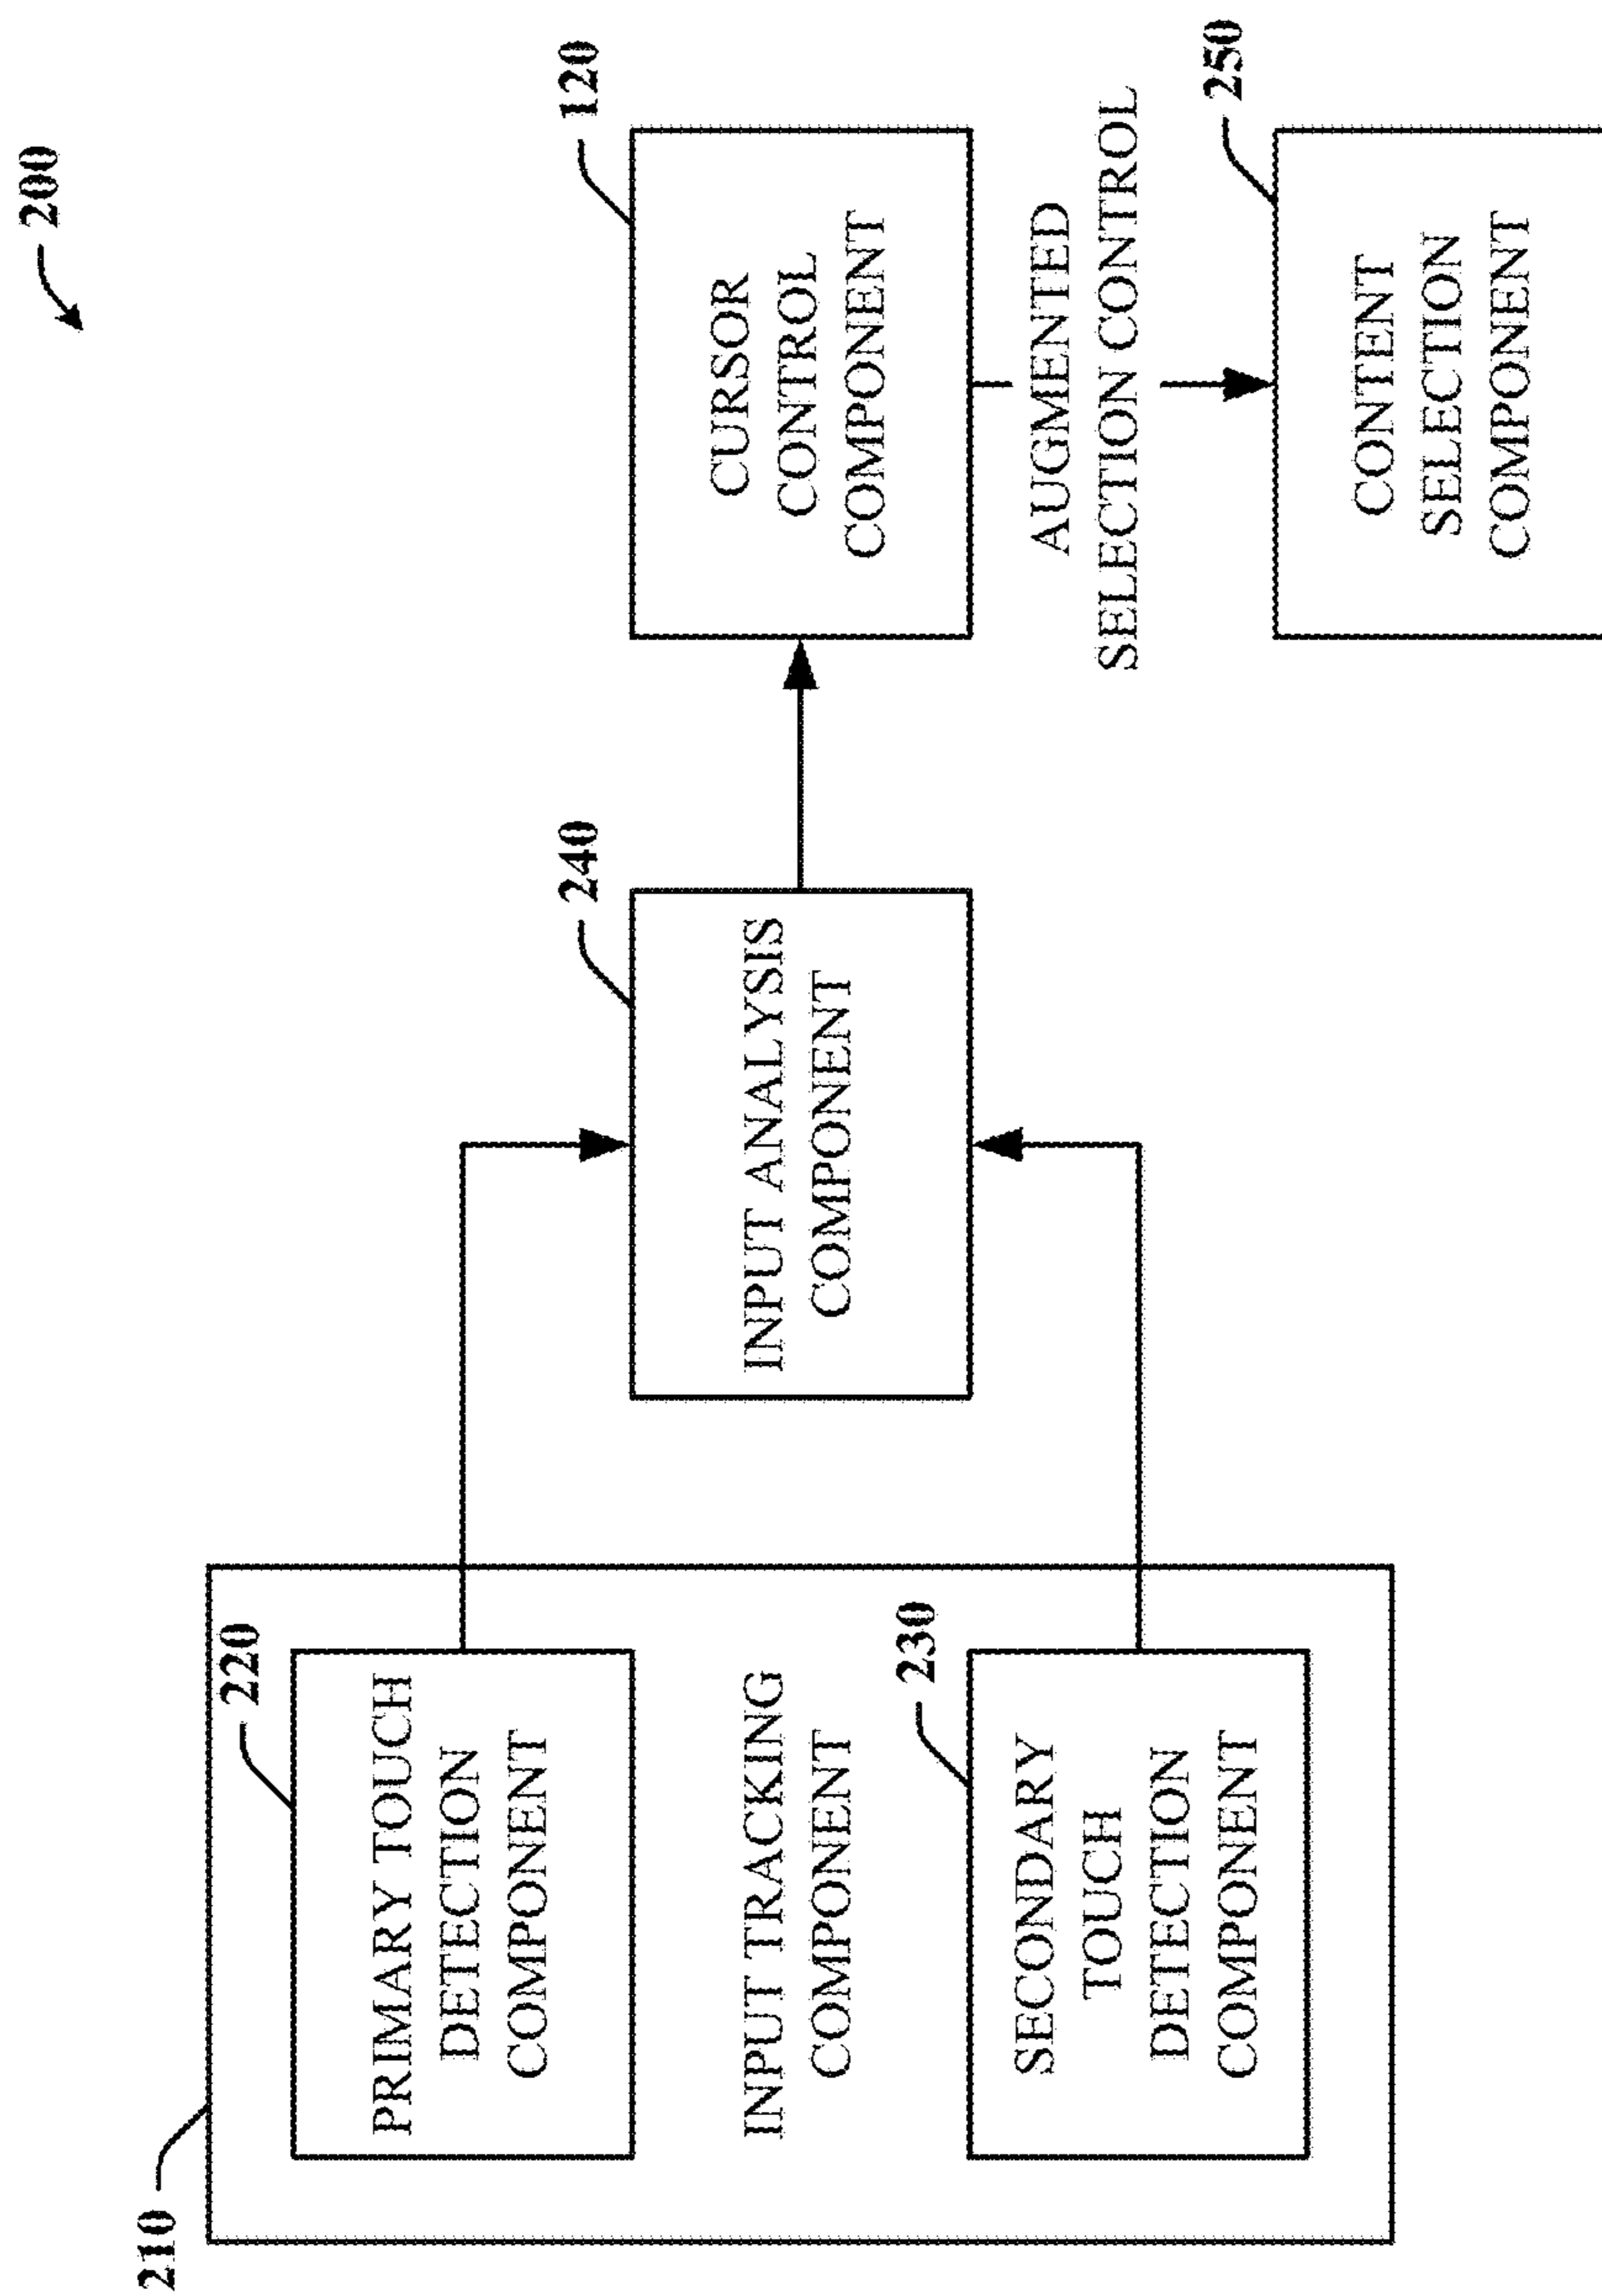 200
210
220
PRIMARY TOUCH
DETECTION
COMPONENT
INPUT TRACKING
COMPONENT
230
SECONDARY
TOUCH
DETECTION
COMPONENT
240
INPUT ANALYSIS
COMPONENT
120
CURSOR
CONTROL
COMPONENT
AUGMENTED
SELECTION CONTROL
250
CONTENT
SELECTION
COMPONENT